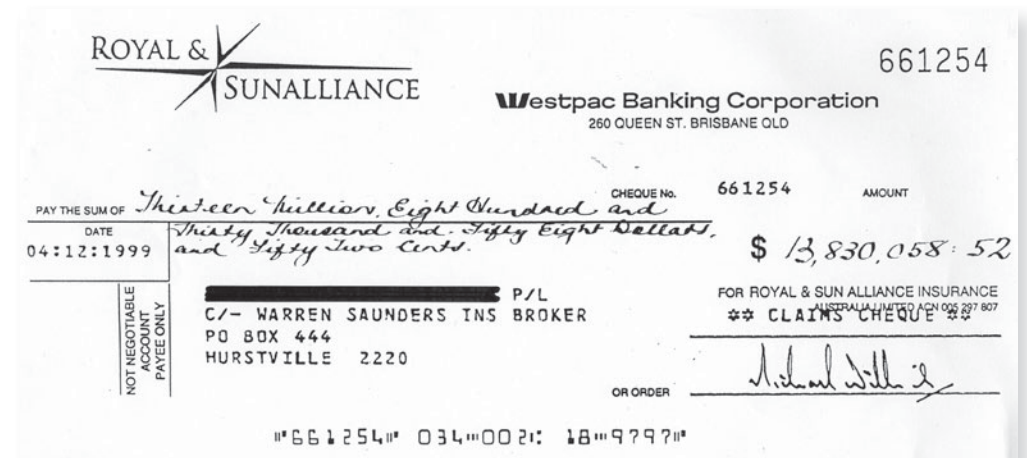 ROYAL &
SUNALLIANCE
661254
Westpac Banking Corporation
260 QUEEN ST. BRISBANE QLD
CHEQUE No. 661254 AMOUNT
PAY THE SUM OF Thirteen Million, Eight Hundred and
Thirty Thousand and Fifty Eight Dollars,
and Fifty Two Cents.
DATE
04:12:1999
$ 13,830,058:52
NOT NEGOTIABLE
ACCOUNT
PAYEE ONLY
P/L
C/- WARREN SAUNDERS INS BROKER
PO BOX 444
HURSTVILLE 2220
FOR ROYAL & SUN ALLIANCE INSURANCE
AUSTRALIA LIMITED ACN 005 297 807
** CLAIMS CHEQUE **
OR ORDER
⑈661254⑈ 034⑉002⑆ 18⑉9797⑈